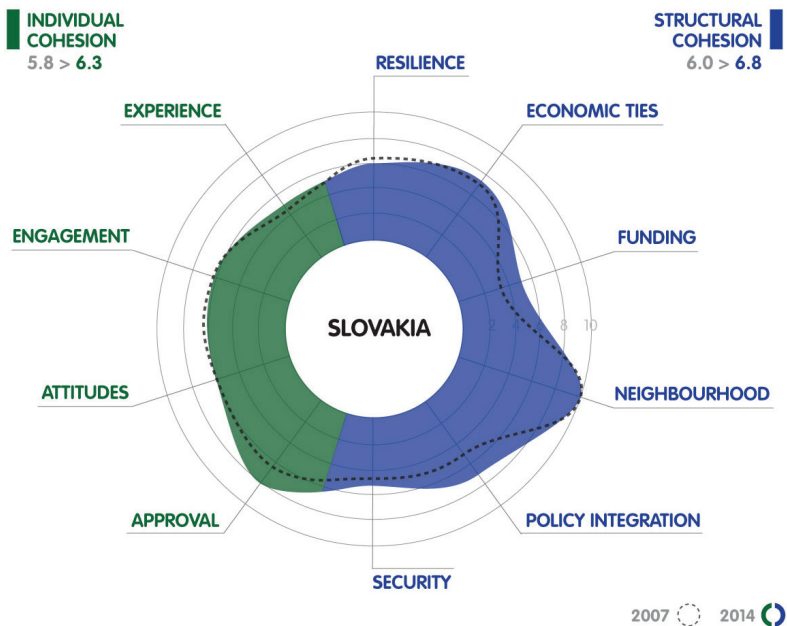 INDIVIDUAL
COHESION
5.8 > 6.3
STRUCTURAL
COHESION
6.0 > 6.8
RESILIENCE
EXPERIENCE
ECONOMIC TIES
ENGAGEMENT
FUNDING
SLOVAKIA
2 4 6 8 10
ATTITUDES
NEIGHBOURHOOD
APPROVAL
POLICY INTEGRATION
SECURITY
2007 2014